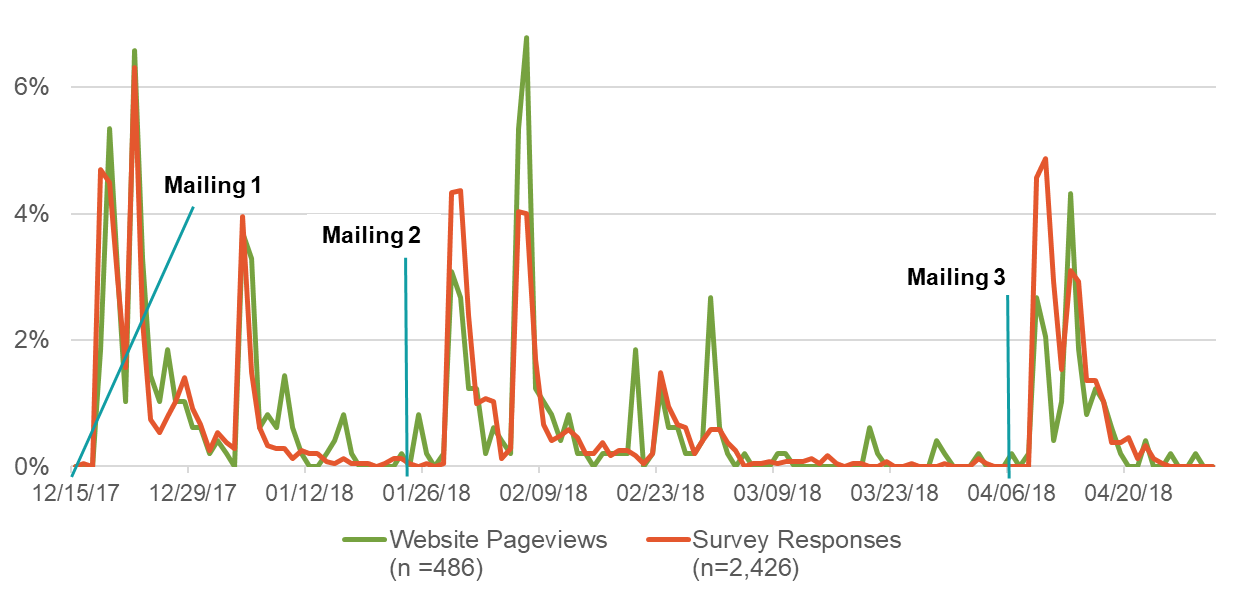 6%
Mailing 1
4%
Mailing 2
Mailing 3
2%
0%
12/15/17 12/29/17 01/12/18 01/26/18 02/09/18 02/23/18 03/09/18 03/23/18 04/06/18 04/20/18
Website Pageviews Survey Responses
(n =486) (n=2,426)